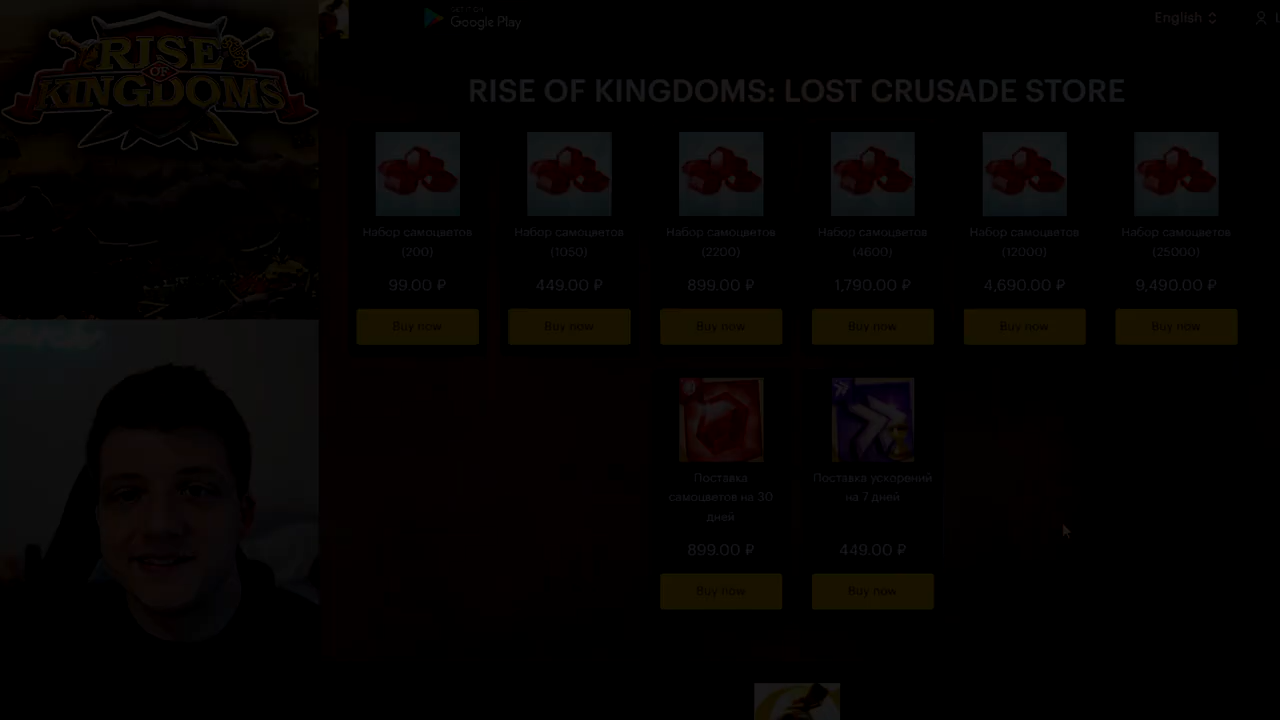 RISE
OF
KINGDOMS
GET IT ON
Google Play
English
RISE OF KINGDOMS: LOST CRUSADE STORE
Набор самоцветов
(200)
99.00 ₽
Buy now
Набор самоцветов
(1050)
449.00 ₽
Buy now
Набор самоцветов
(2200)
899.00 ₽
Buy now
Набор самоцветов
(4600)
1,790.00 ₽
Buy now
Набор самоцветов
(12000)
4,690.00 ₽
Buy now
Набор самоцветов
(25000)
9,490.00 ₽
Buy now
Поставка
самоцветов на 30
дней
899.00 ₽
Buy now
Поставка ускорений
на 7 дней
449.00 ₽
Buy now